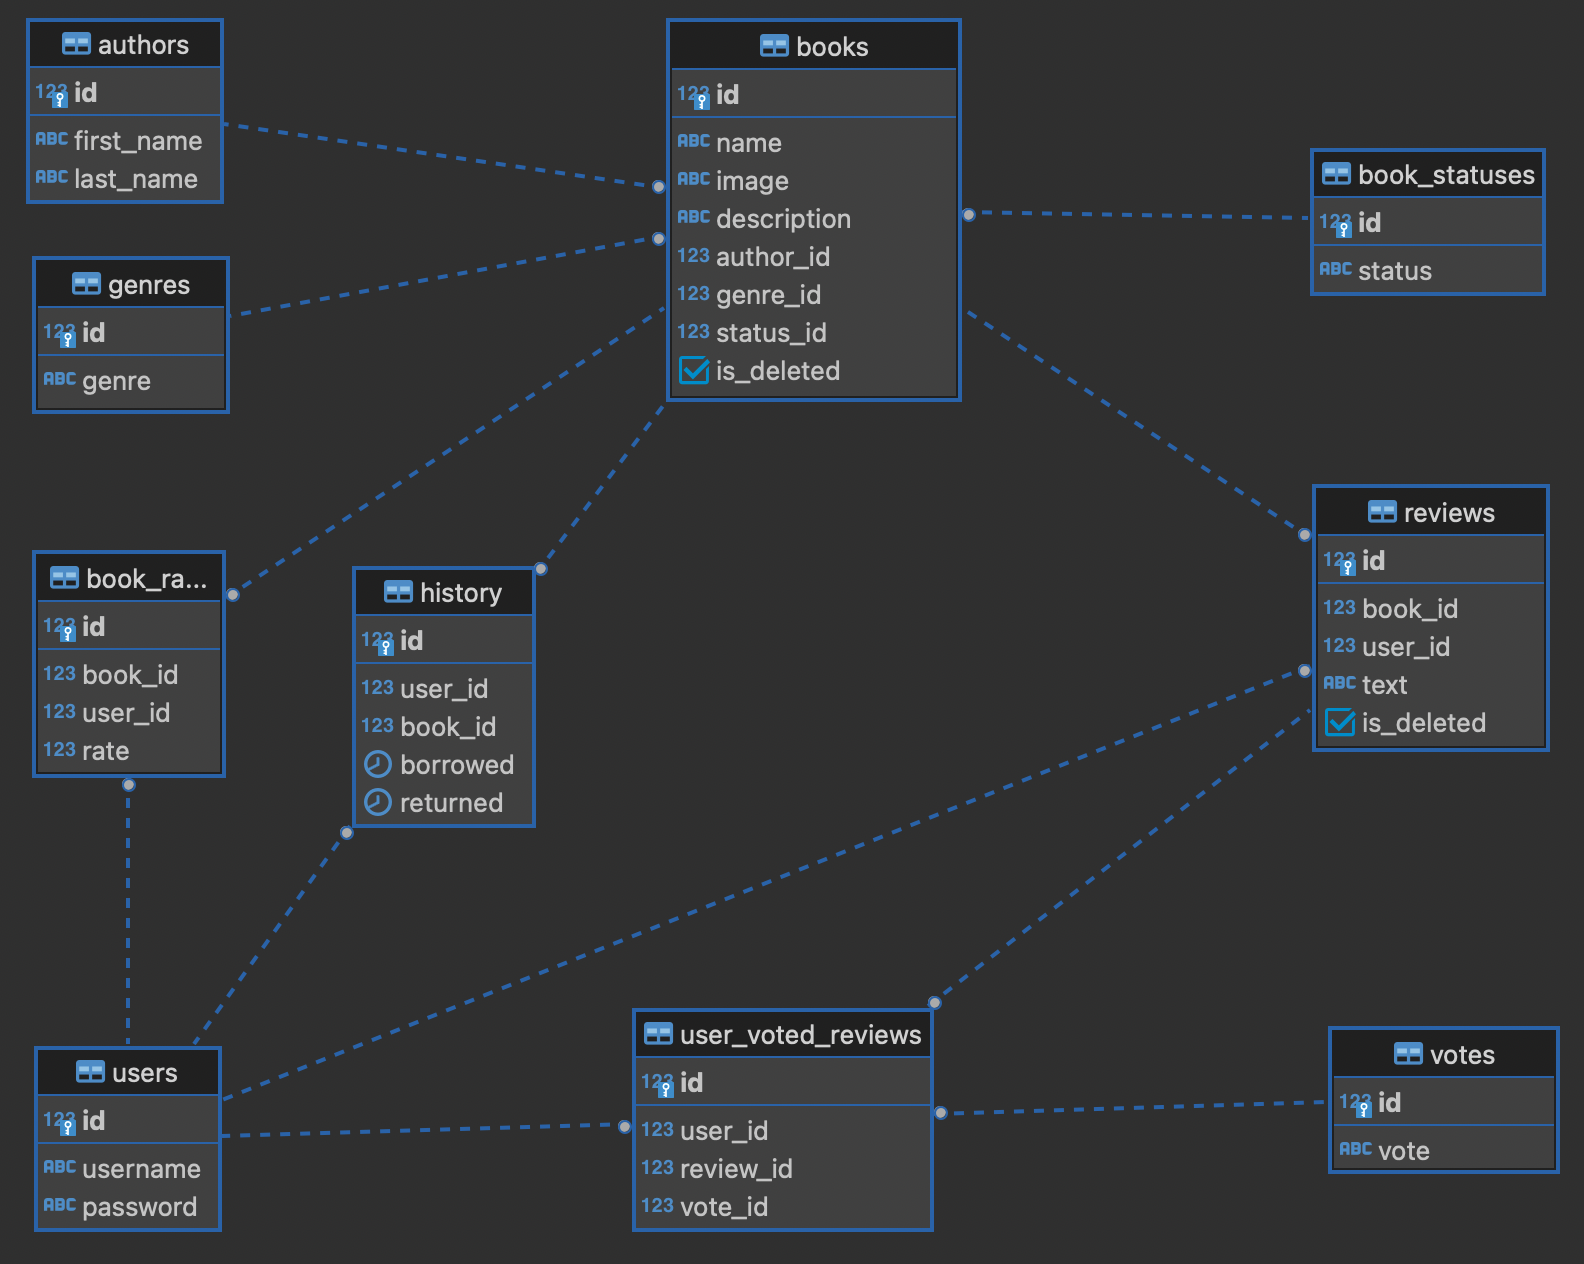 authors
123 id
ABC first_name
ABC last_name
books
123 id
ABC name
ABC image
ABC description
123 author_id
123 genre_id
123 status_id
is_deleted
book_statuses
123 id
ABC status
genres
123 id
ABC genre
reviews
123 id
123 book_id
123 user_id
ABC text
is_deleted
book_ra...
123 id
123 book_id
123 user_id
123 rate
history
123 id
123 user_id
123 book_id
borrowed
returned
users
123 id
ABC username
ABC password
user_voted_reviews
123 id
123 user_id
123 review_id
123 vote_id
votes
123 id
ABC vote